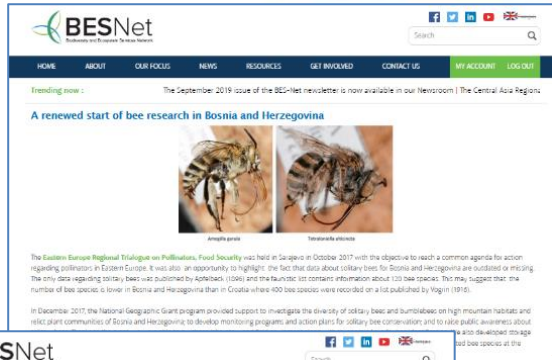 BESNet
Biodiversity and Ecosystem Services Network
Search
HOME ABOUT OUR FOCUS NEWS RESOURCES GET INVOLVED CONTACT US MY ACCOUNT LOG OUT
Trending now : The September 2019 issue of the BES-Net newsletter is now available in our Newsroom | The Central Asia Regiona
A renewed start of bee research in Bosnia and Herzegovina
The Eastern Europe Regional Trialogue on Pollinators, Food Security was held in Sarajevo in October 2017 with the objective to reach a common agenda for action
regarding pollinators in Eastern Europe. It was also an opportunity to highlight the fact that data about solitary bees for Bosnia and Herzegovina are outdated or missing.
The only data regarding solitary bees was published by Apfelbeck (1896) and the faunistic list contains information about 120 bee species. This may suggest that the
number of bee species is lower in Bosnia and Herzegovina than in Croatia where 400 bee species were recorded on a list published by Vogrin (1918).
In December 2017, the National Geographic Grant program provided support to investigate the diversity of solitary bees and bumblebees on high mountain habitats and
relict plant communities of Bosnia and Herzegovina; to develop monitoring programs and action plans for solitary bee conservation; and to raise public awareness about
also developed storage
ted bee species at the
SNet
Search